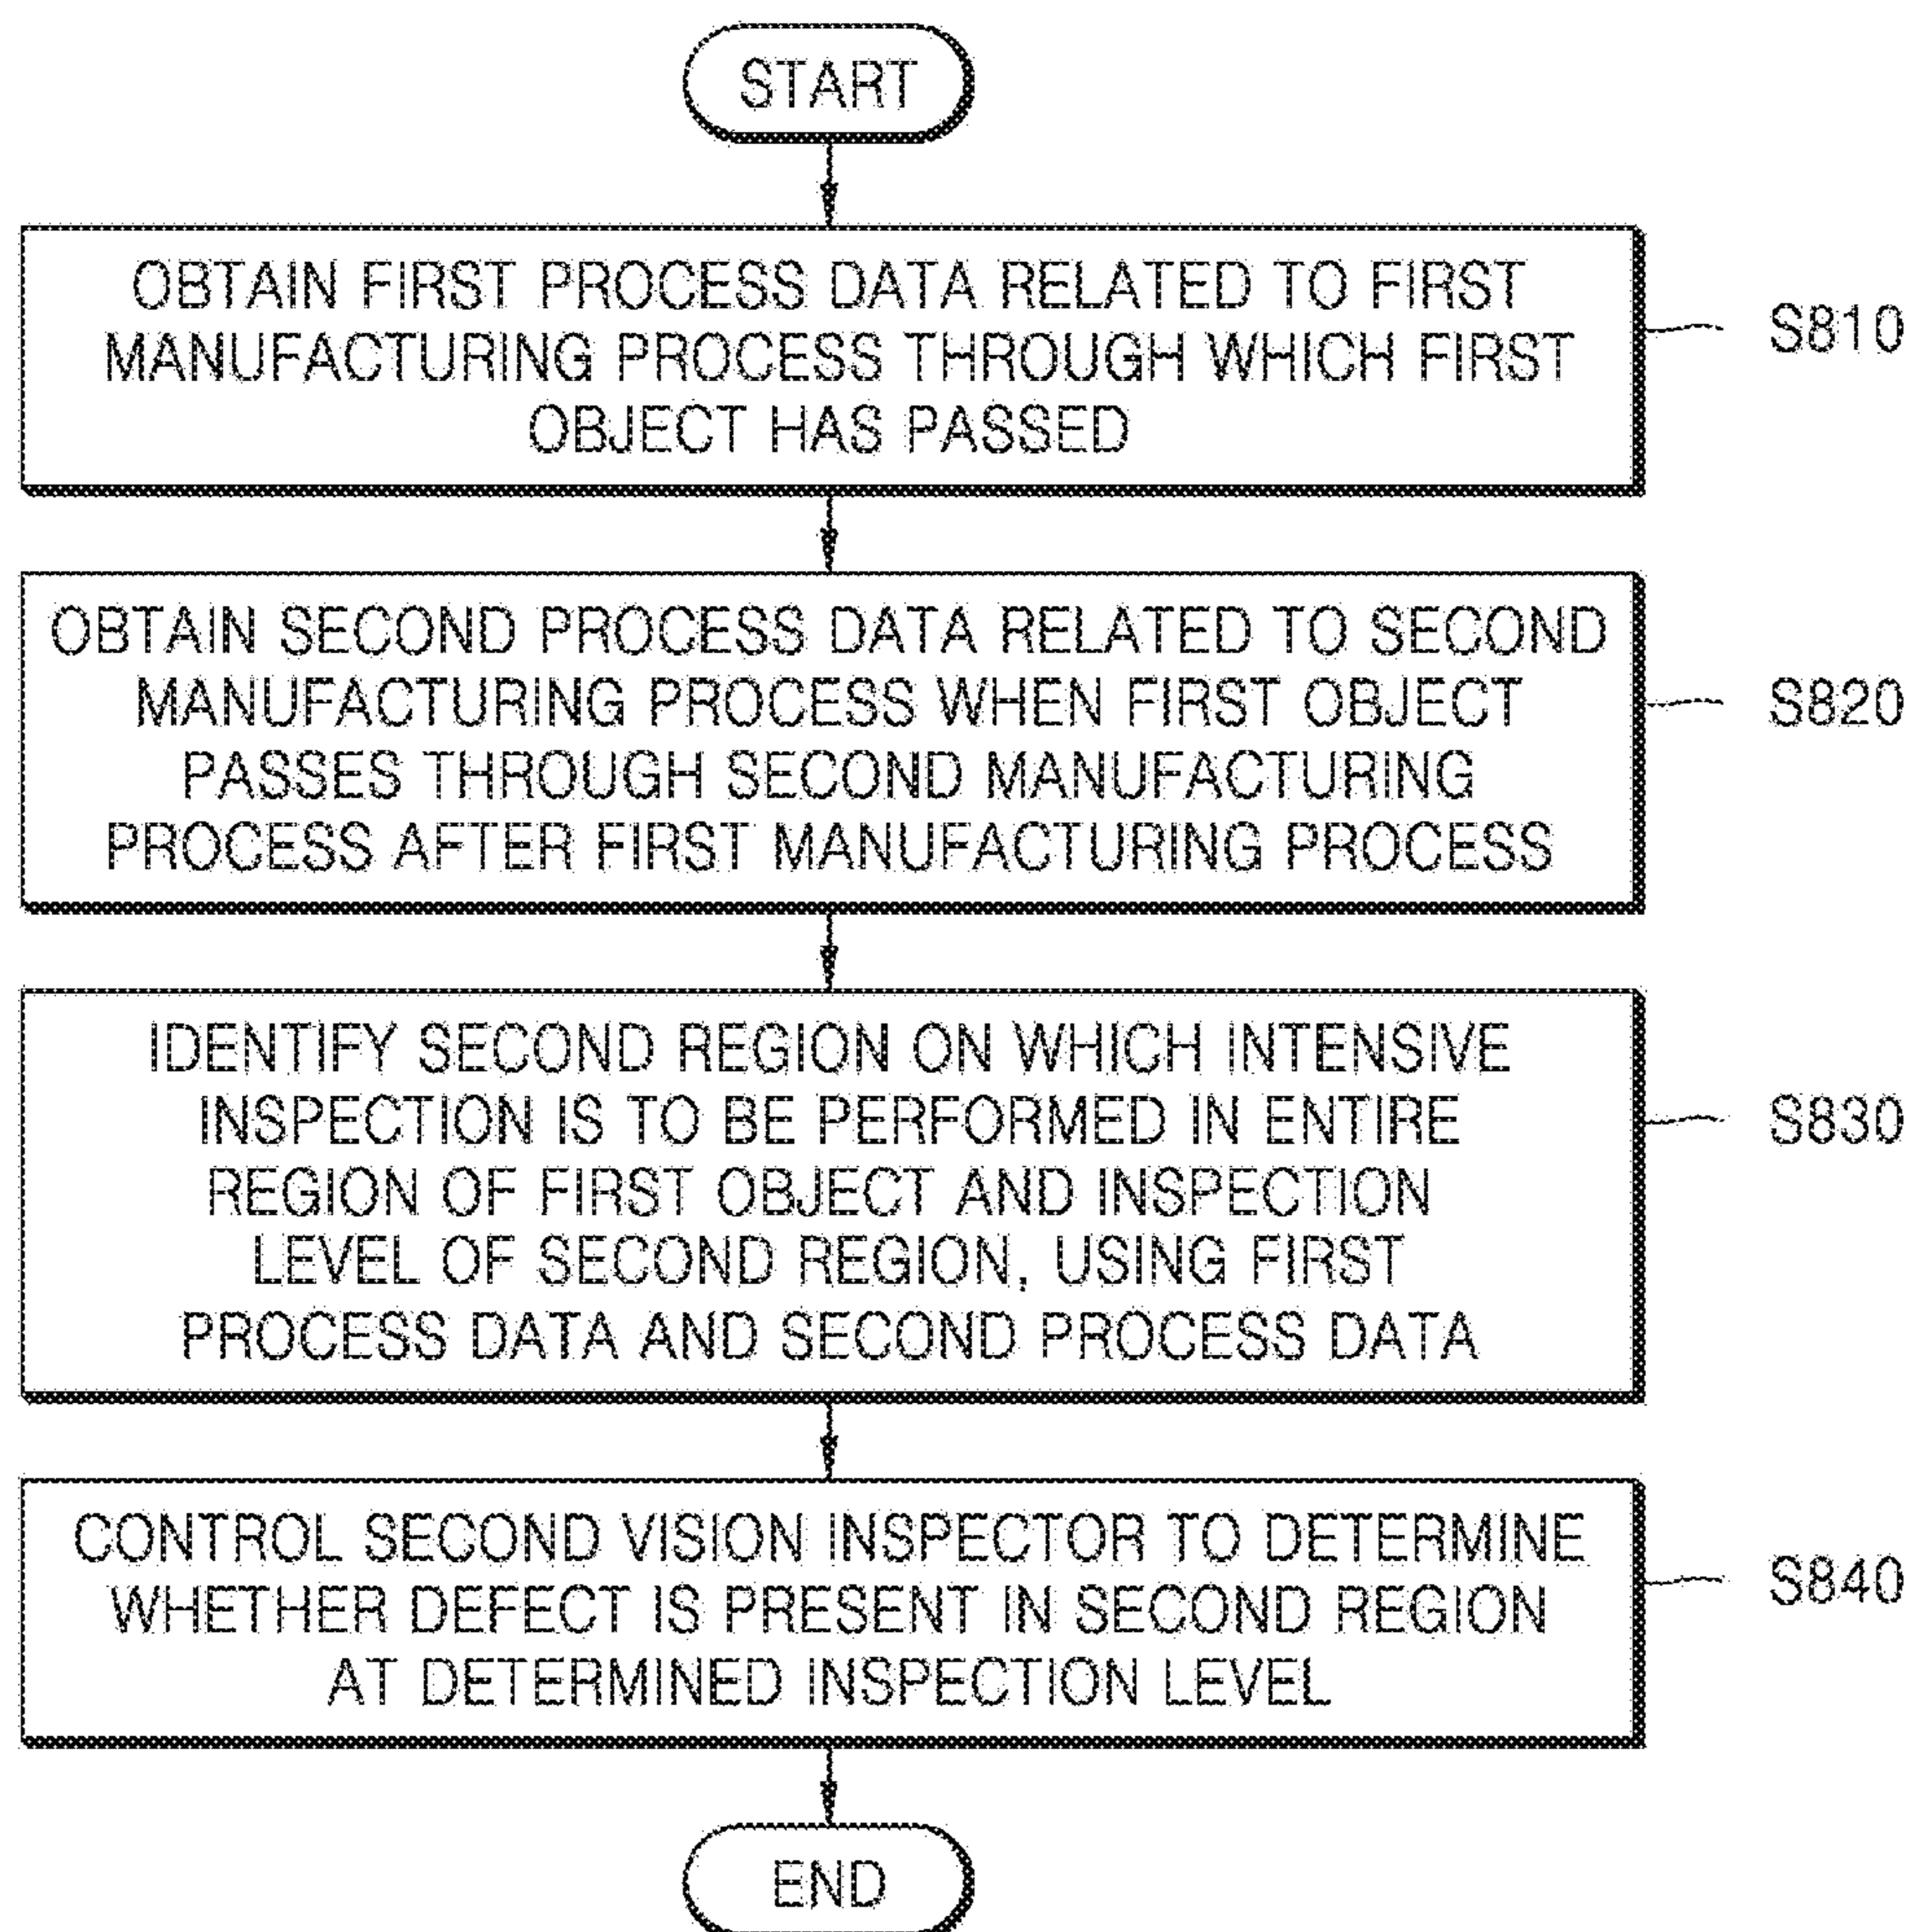 START
OBTAIN FIRST PROCESS DATA RELATED TO FIRST
MANUFACTURING PROCESS THROUGH WHICH FIRST
OBJECT HAS PASSED
S810
OBTAIN SECOND PROCESS DATA RELATED TO SECOND
MANUFACTURING PROCESS WHEN FIRST OBJECT
PASSES THROUGH SECOND MANUFACTURING
PROCESS AFTER FIRST MANUFACTURING PROCESS
S820
IDENTIFY SECOND REGION ON WHICH INTENSIVE
INSPECTION IS TO BE PERFORMED IN ENTIRE
REGION OF FIRST OBJECT AND INSPECTION
LEVEL OF SECOND REGION, USING FIRST
PROCESS DATA AND SECOND PROCESS DATA
S830
CONTROL SECOND VISION INSPECTOR TO DETERMINE
WHETHER DEFECT IS PRESENT IN SECOND REGION
AT DETERMINED INSPECTION LEVEL
S840
END